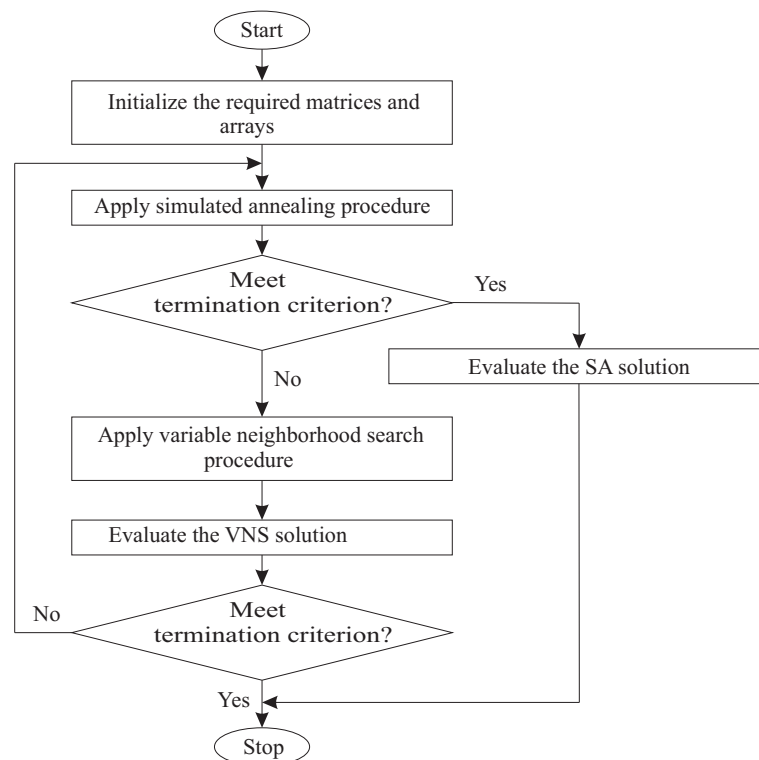 Start
Initialize the required matrices and
arrays
Apply simulated annealing procedure
Meet
termination criterion?
Yes
Evaluate the SA solution
No
Apply variable neighborhood search
procedure
Evaluate the VNS solution
Meet
termination criterion?
No
Yes
Stop